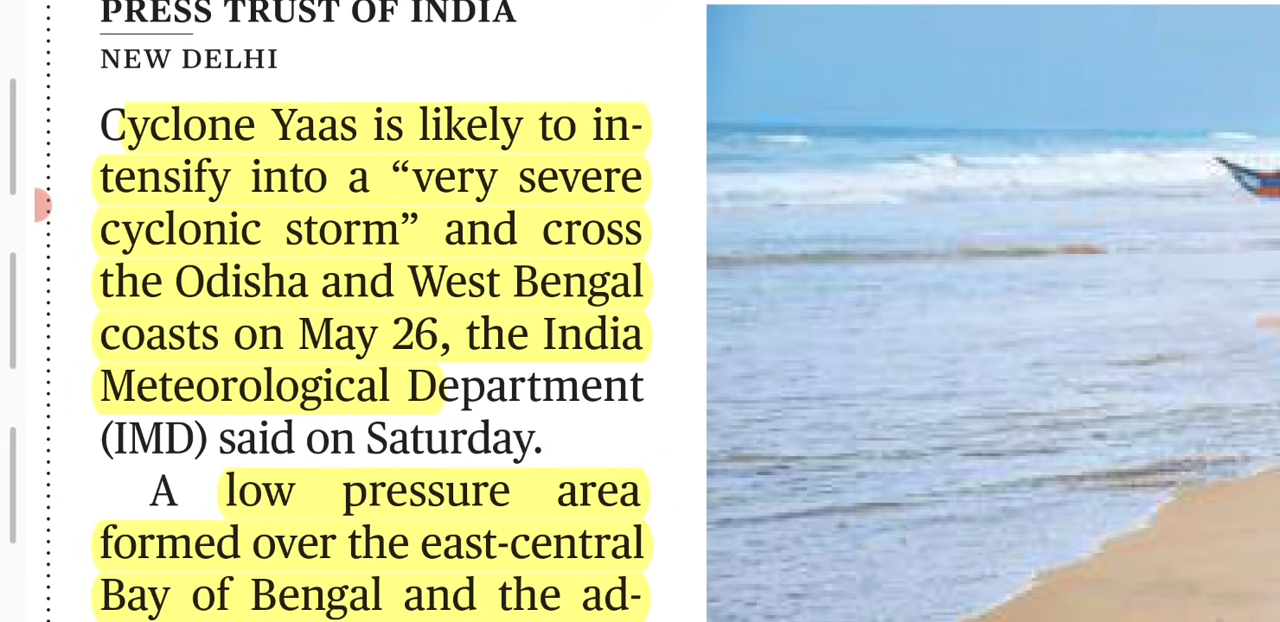 PRESS TRUST OF INDIA
NEW DELHI
Cyclone Yaas is likely to in-
tensify into a “very severe
cyclonic storm” and cross
the Odisha and West Bengal
coasts on May 26, the India
Meteorological Department
(IMD) said on Saturday.
A low pressure area
formed over the east-central
Bay of Bengal and the ad-